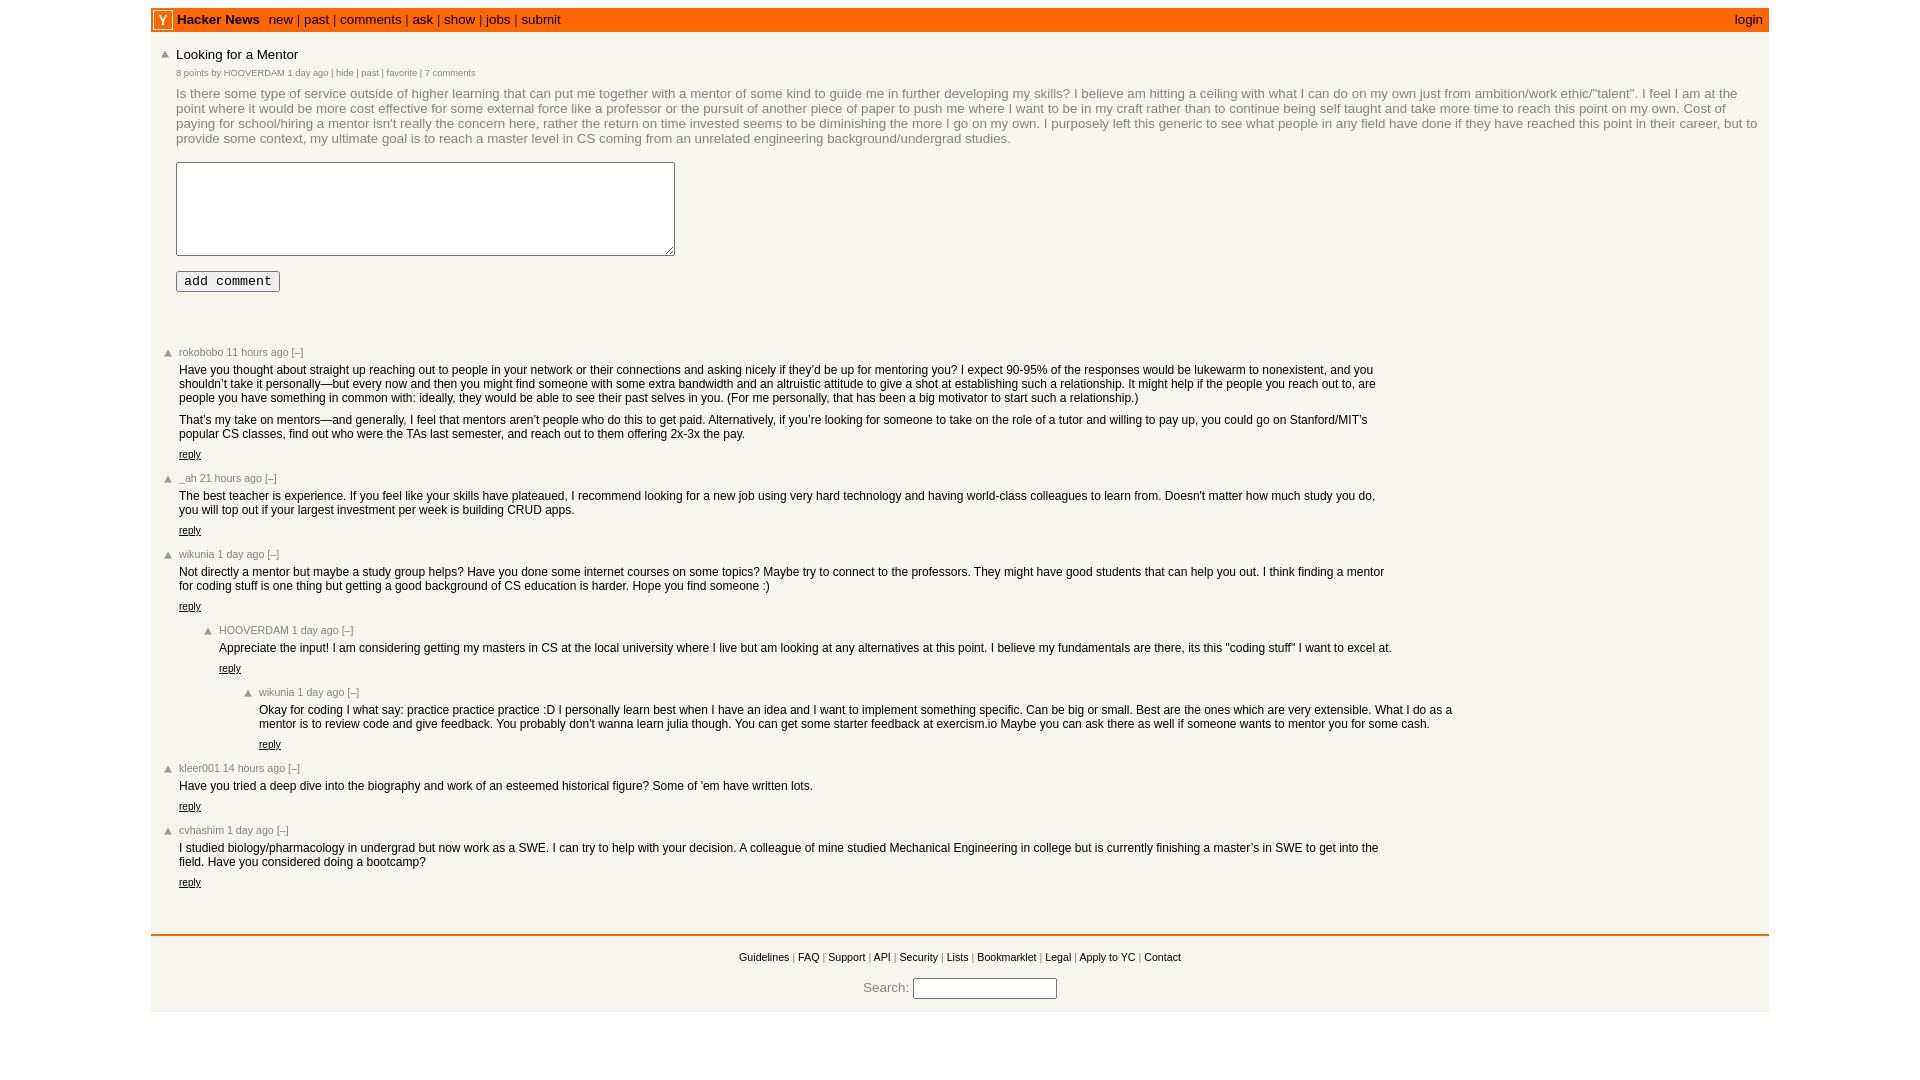 Y Hacker News new | past | comments | ask | show | jobs | submit login
Looking for a Mentor
8 points by HOOVERDAM 1 day ago | hide | past | favorite | 7 comments
Is there some type of service outside of higher learning that can put me together with a mentor of some kind to guide me in further developing my skills? I believe am hitting a ceiling with what I can do on my own just from ambition/work ethic/"talent". I feel I am at the
point where it would be more cost effective for some external force like a professor or the pursuit of another piece of paper to push me where I want to be in my craft rather than to continue being self taught and take more time to reach this point on my own. Cost of
paying for school/hiring a mentor isn't really the concern here, rather the return on time invested seems to be diminishing the more I go on my own. I purposely left this generic to see what people in any field have done if they have reached this point in their career, but to
provide some context, my ultimate goal is to reach a master level in CS coming from an unrelated engineering background/undergrad studies.
add comment
rokobobo 11 hours ago [–]
Have you thought about straight up reaching out to people in your network or their connections and asking nicely if they’d be up for mentoring you? I expect 90-95% of the responses would be lukewarm to nonexistent, and you
shouldn’t take it personally—but every now and then you might find someone with some extra bandwidth and an altruistic attitude to give a shot at establishing such a relationship. It might help if the people you reach out to, are
people you have something in common with: ideally, they would be able to see their past selves in you. (For me personally, that has been a big motivator to start such a relationship.)
That’s my take on mentors—and generally, I feel that mentors aren’t people who do this to get paid. Alternatively, if you’re looking for someone to take on the role of a tutor and willing to pay up, you could go on Stanford/MIT’s
popular CS classes, find out who were the TAs last semester, and reach out to them offering 2x-3x the pay.
reply
_ah 21 hours ago [–]
The best teacher is experience. If you feel like your skills have plateaued, I recommend looking for a new job using very hard technology and having world-class colleagues to learn from. Doesn't matter how much study you do,
you will top out if your largest investment per week is building CRUD apps.
reply
wikunia 1 day ago [–]
Not directly a mentor but maybe a study group helps? Have you done some internet courses on some topics? Maybe try to connect to the professors. They might have good students that can help you out. I think finding a mentor
for coding stuff is one thing but getting a good background of CS education is harder. Hope you find someone :)
reply
HOOVERDAM 1 day ago [–]
Appreciate the input! I am considering getting my masters in CS at the local university where I live but am looking at any alternatives at this point. I believe my fundamentals are there, its this "coding stuff" I want to excel at.
reply
wikunia 1 day ago [–]
Okay for coding I what say: practice practice practice :D I personally learn best when I have an idea and I want to implement something specific. Can be big or small. Best are the ones which are very extensible. What I do as a
mentor is to review code and give feedback. You probably don't wanna learn julia though. You can get some starter feedback at exercism.io Maybe you can ask there as well if someone wants to mentor you for some cash.
reply
kleer001 14 hours ago [–]
Have you tried a deep dive into the biography and work of an esteemed historical figure? Some of 'em have written lots.
reply
cvhashim 1 day ago [–]
I studied biology/pharmacology in undergrad but now work as a SWE. I can try to help with your decision. A colleague of mine studied Mechanical Engineering in college but is currently finishing a master’s in SWE to get into the
field. Have you considered doing a bootcamp?
reply
Guidelines | FAQ | Support | API | Security | Lists | Bookmarklet | Legal | Apply to YC | Contact
Search: